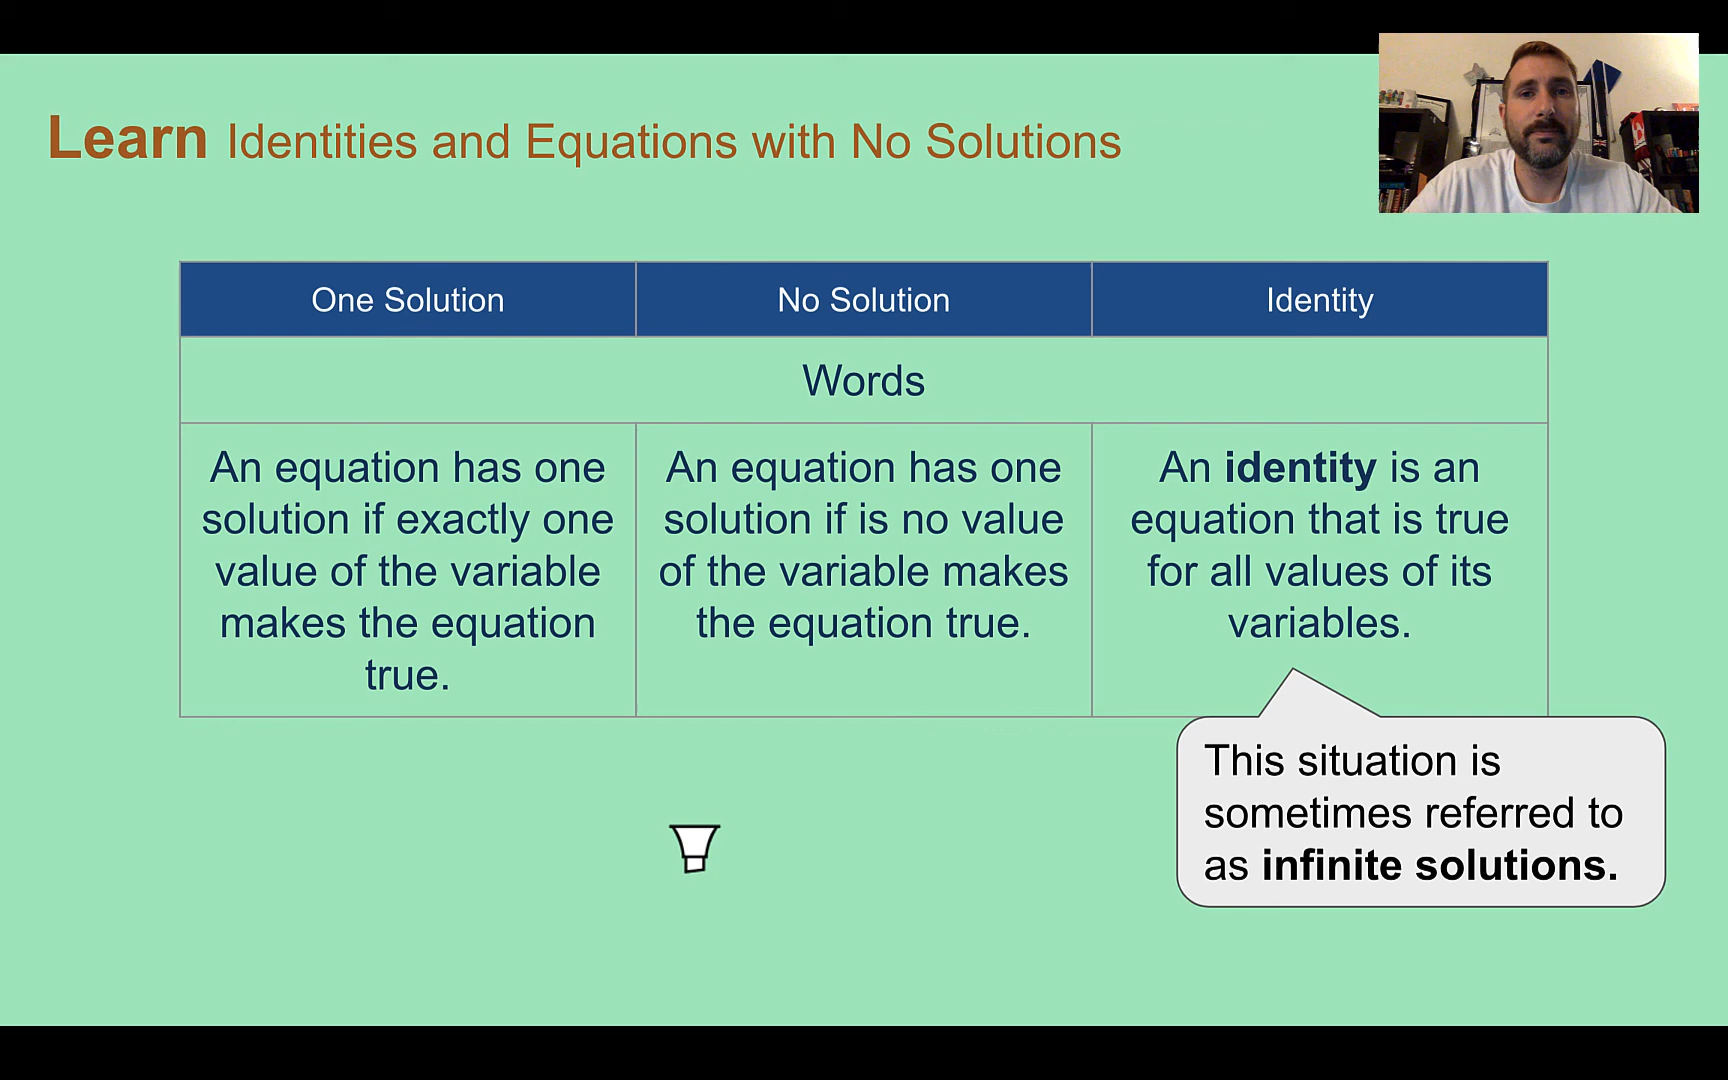 Learn Identities and Equations with No Solutions
One Solution
No Solution
Identity
Words
An equation has one
solution if exactly one
value of the variable
makes the equation
true.
An equation has one
solution if is no value
of the variable makes
the equation true.
An identity is an
equation that is true
for all values of its
variables.
This situation is
sometimes referred to
as infinite solutions.